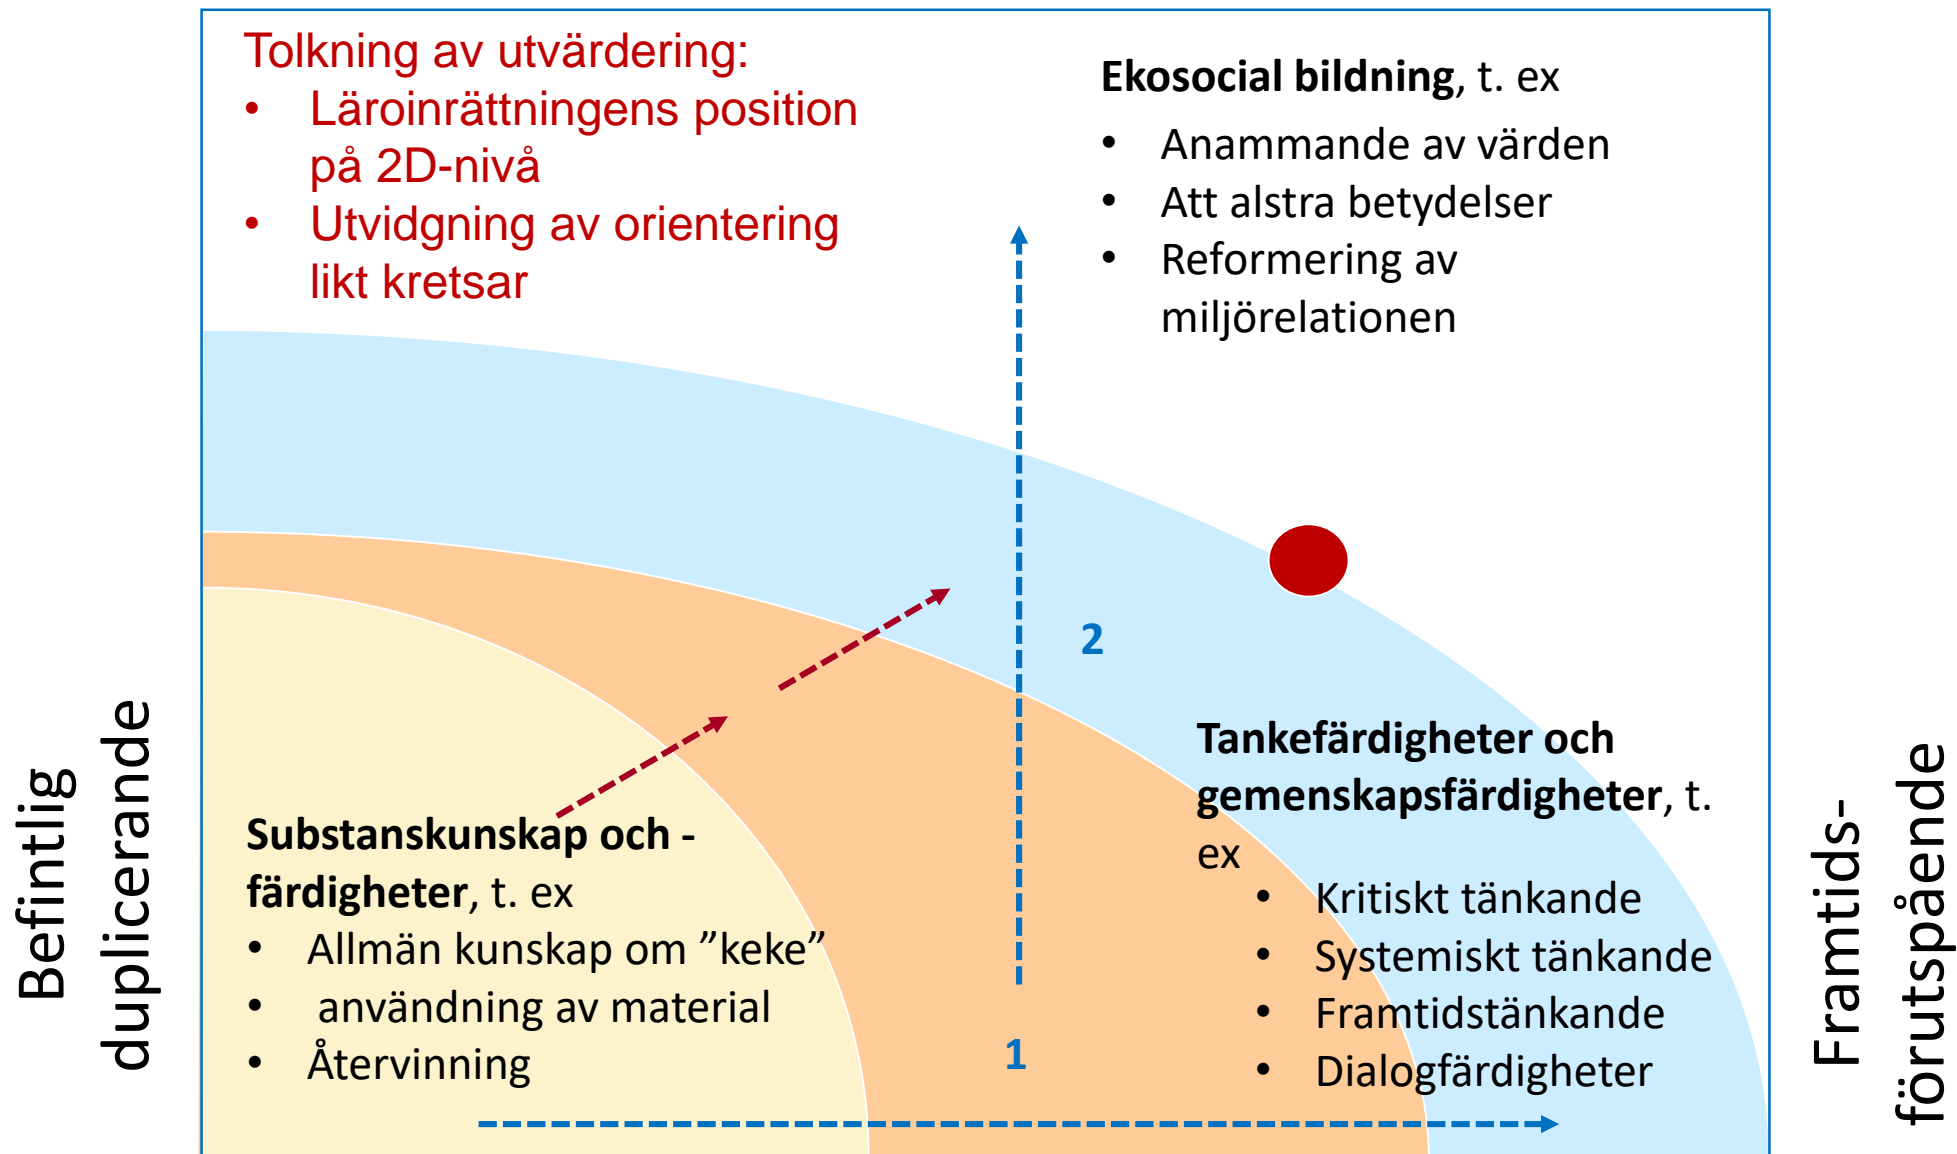 Tolkning av utvärdering:
• Läroinrättningens position
på 2D-nivå
• Utvidgning av orientering
likt kretsar
Ekosocial bildning, t. ex
• Anammande av värden
• Att alstra betydelser
• Reformering av
miljörelationen
2
Befintlig
duplicerande
Substanskunskap och -
färdigheter, t. ex
• Allmän kunskap om ”keke”
• användning av material
• Återvinning
1
Tankefärdigheter och
gemenskapsfärdigheter, t.
ex
• Kritiskt tänkande
• Systemiskt tänkande
• Framtidstänkande
• Dialogfärdigheter
Framtids-
förutspående